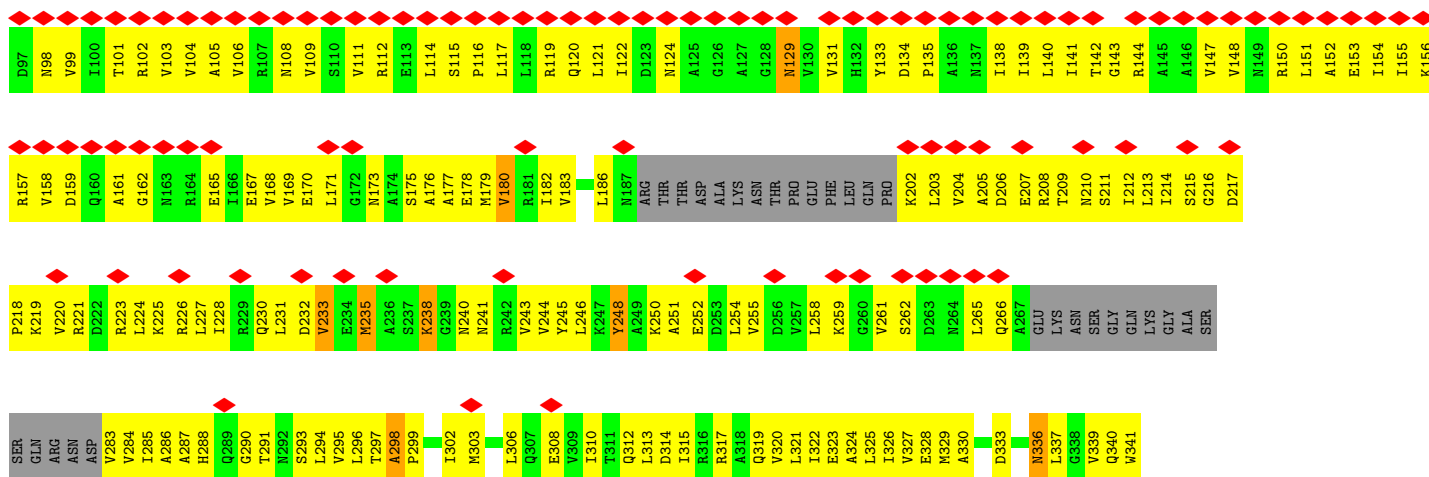 D97 N98 V99 I100 T101 R102 V103 V104 A105 V106 R107 N108 V109 S110 V111 R112 E113 L114 S115 P116 L117 L118 R119 Q120 L121 I122 D123 N124 A125 G126 A127 G128 N129 V130 V131 H132 Y133 D134 P135 A136 N137 I138 I139 L140 I141 T142 G143 R144 A145 A146 V147 V148 N149 R150 L151 A152 E153 I154 I155 K156
R157 V158 D159 Q160 A161 G162 N163 R164 E165 I166 E167 V168 V169 E170 L171 G172 N173 A174 S175 A176 A177 E178 M179 V180 R181 I182 V183 L186 N187 ARG THR THR ASP ALA LYS ASN THR PRO GLU PHE LEU GLN PRO K202 L203 V204 A205 D206 E207 R208 T209 N210 S211 I212 L213 I214 S215 G216 D217
P218 K219 V220 R221 D222 R223 L224 K225 R226 L227 I228 R229 Q230 L231 D232 V233 E234 M235 A236 S237 K238 G239 N240 N241 R242 V243 V244 Y245 L246 K247 Y248 A249 K250 A251 E252 D253 L254 V255 D256 V257 L258 K259 G260 V261 S262 D263 N264 L265 Q266 A267 GLU LYS ASN SER GLY GLN LYS GLY ALA SER
SER GLN ARG ASN ASP V283 V284 I285 A286 A287 H288 Q289 G290 T291 N292 S293 L294 V295 L296 T297 A298 P299 I302 M303 L306 Q307 E308 V309 I310 T311 Q312 L313 D314 I315 R316 R317 A318 Q319 V320 L321 I322 E323 A324 L325 I326 V327 E328 M329 A330 D333 N336 L337 G338 V339 Q340 W341